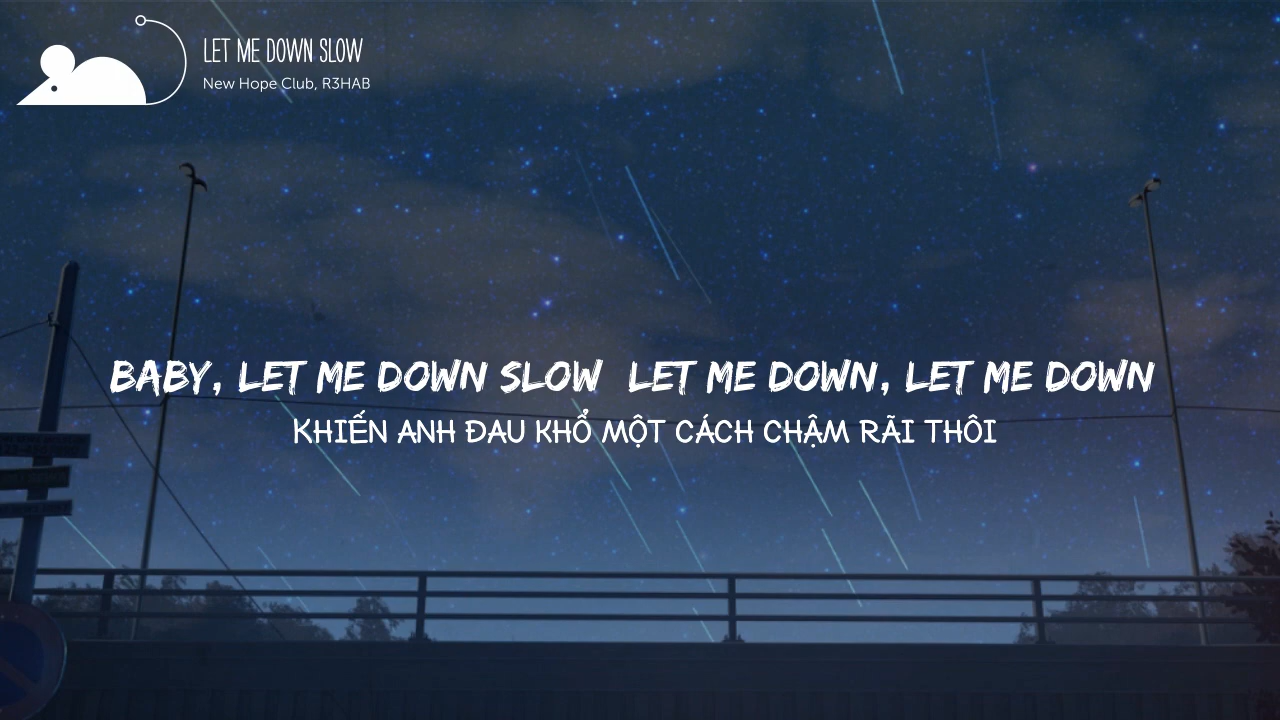 LET ME DOWN SLOW
New Hope Club, R3HAB
BABY, LET ME DOWN SLOW LET ME DOWN, LET ME DOWN
KHIẾN ANH ĐAU KHỔ MỘT CÁCH CHẬM RÃI THÔI